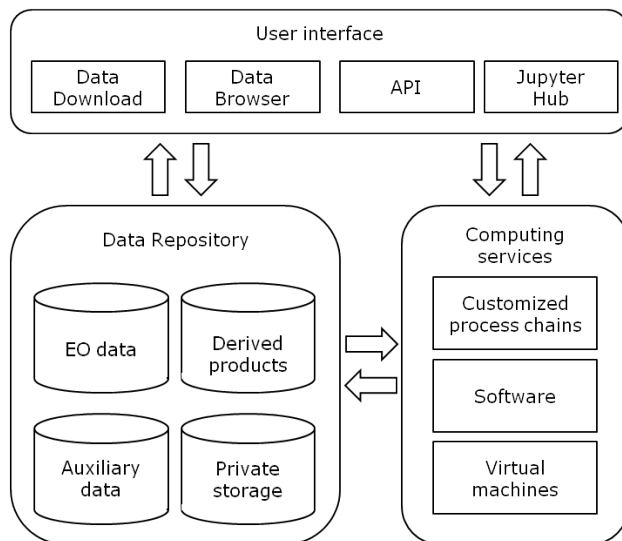 User interface
Data
Download
Data
Browser
API
Jupyter
Hub
Data Repository
EO data
Derived
products
Auxiliary
data
Private
storage
Computing
services
Customized
process chains
Software
Virtual
machines